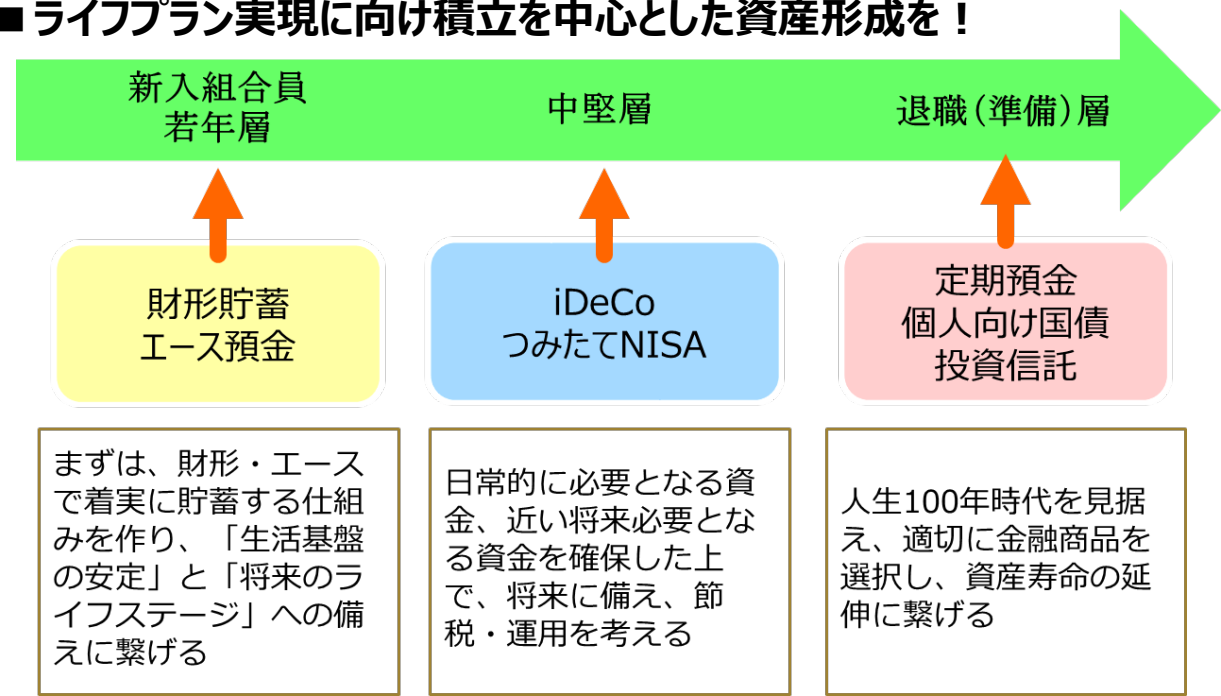 ■ライフプラン実現に向け積立を中心とした資産形成を！
新入組合員
若年層
中堅層
退職（準備）層
財形貯蓄
エース預金
iDeCo
つみたてNISA
定期預金
個人向け国債
投資信託
まずは、財形・エース
で着実に貯蓄する仕組
みを作り、「生活基盤
の安定」と「将来のラ
イフステージ」への備
えに繋げる
日常的に必要となる資
金、近い将来必要とな
る資金を確保した上
で、将来に備え、節
税・運用を考える
人生100年時代を見据
え、適切に金融商品を
選択し、資産寿命の延
伸に繋げる